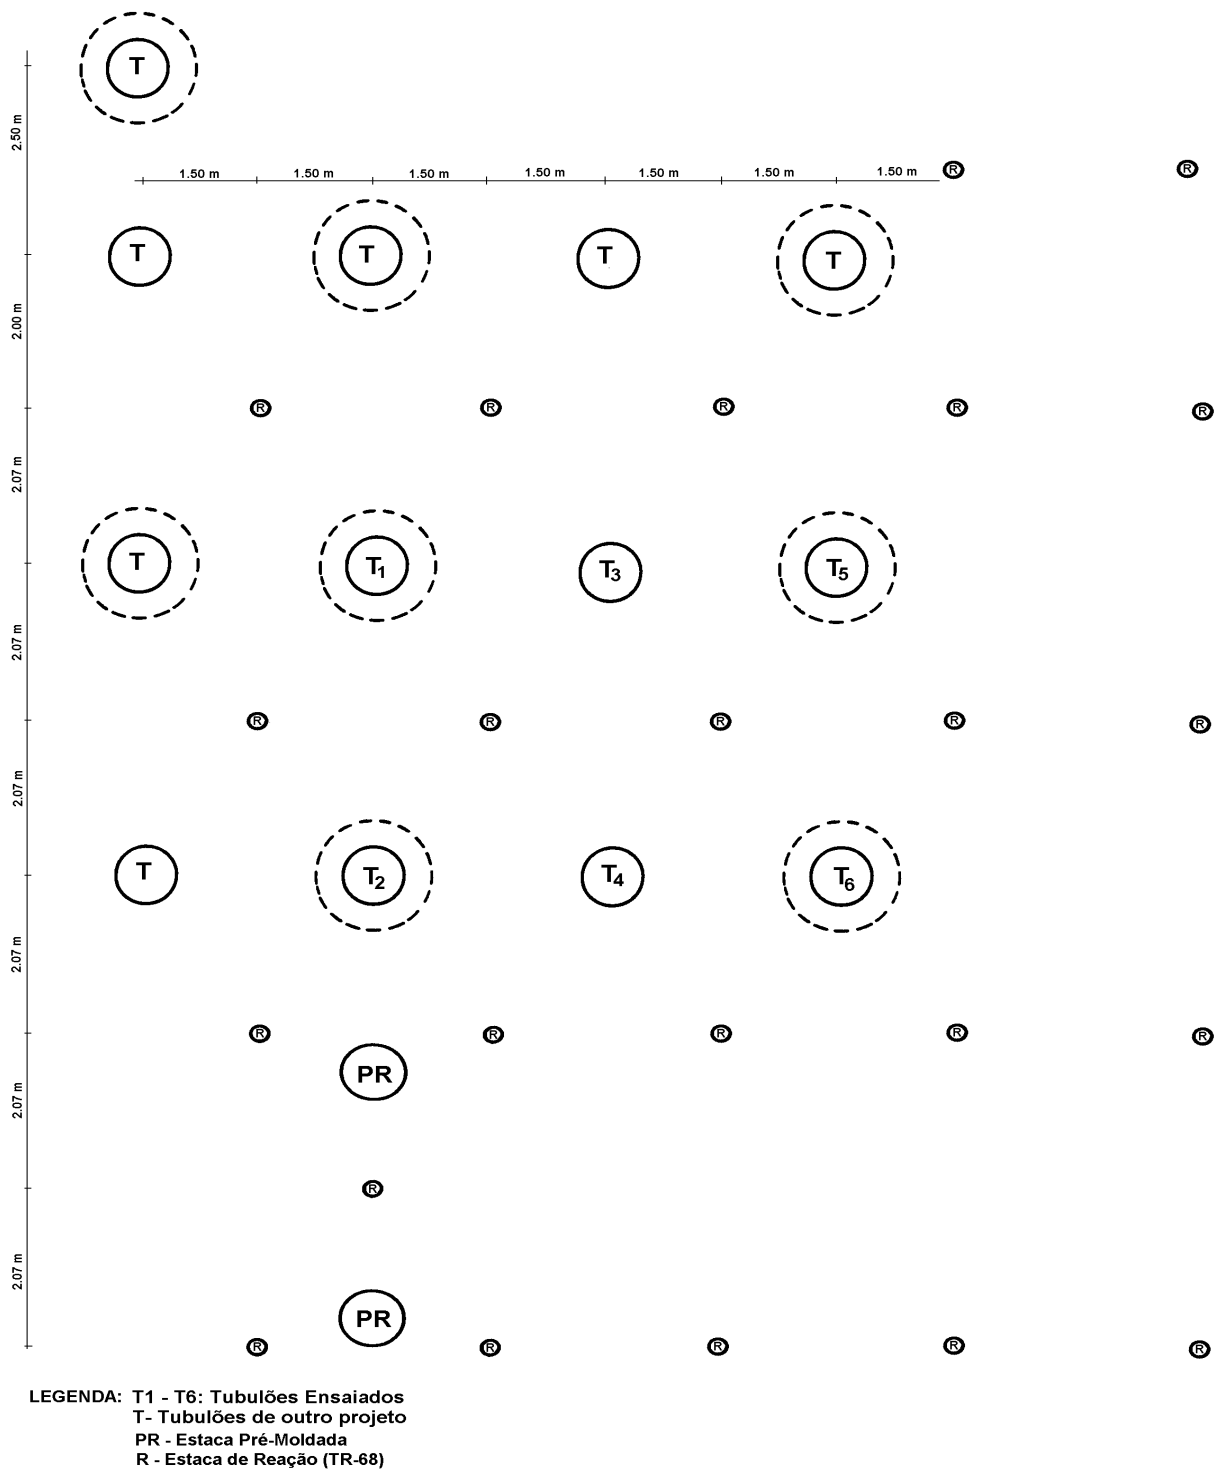 T
2.50 m
1.50 m 1.50 m 1.50 m 1.50 m 1.50 m 1.50 m 1.50 m
R R
T T T T
2.00 m
R R R R R
2.07 m
T T1 T3 T5
2.07 m
R R R R R
2.07 m
T T2 T4 T6
2.07 m
R R R R R
PR
2.07 m
R
2.07 m
PR
R R R R R
LEGENDA: T1 - T6: Tubulões Ensaiados
T- Tubulões de outro projeto
PR - Estaca Pré-Moldada
R - Estaca de Reação (TR-68)